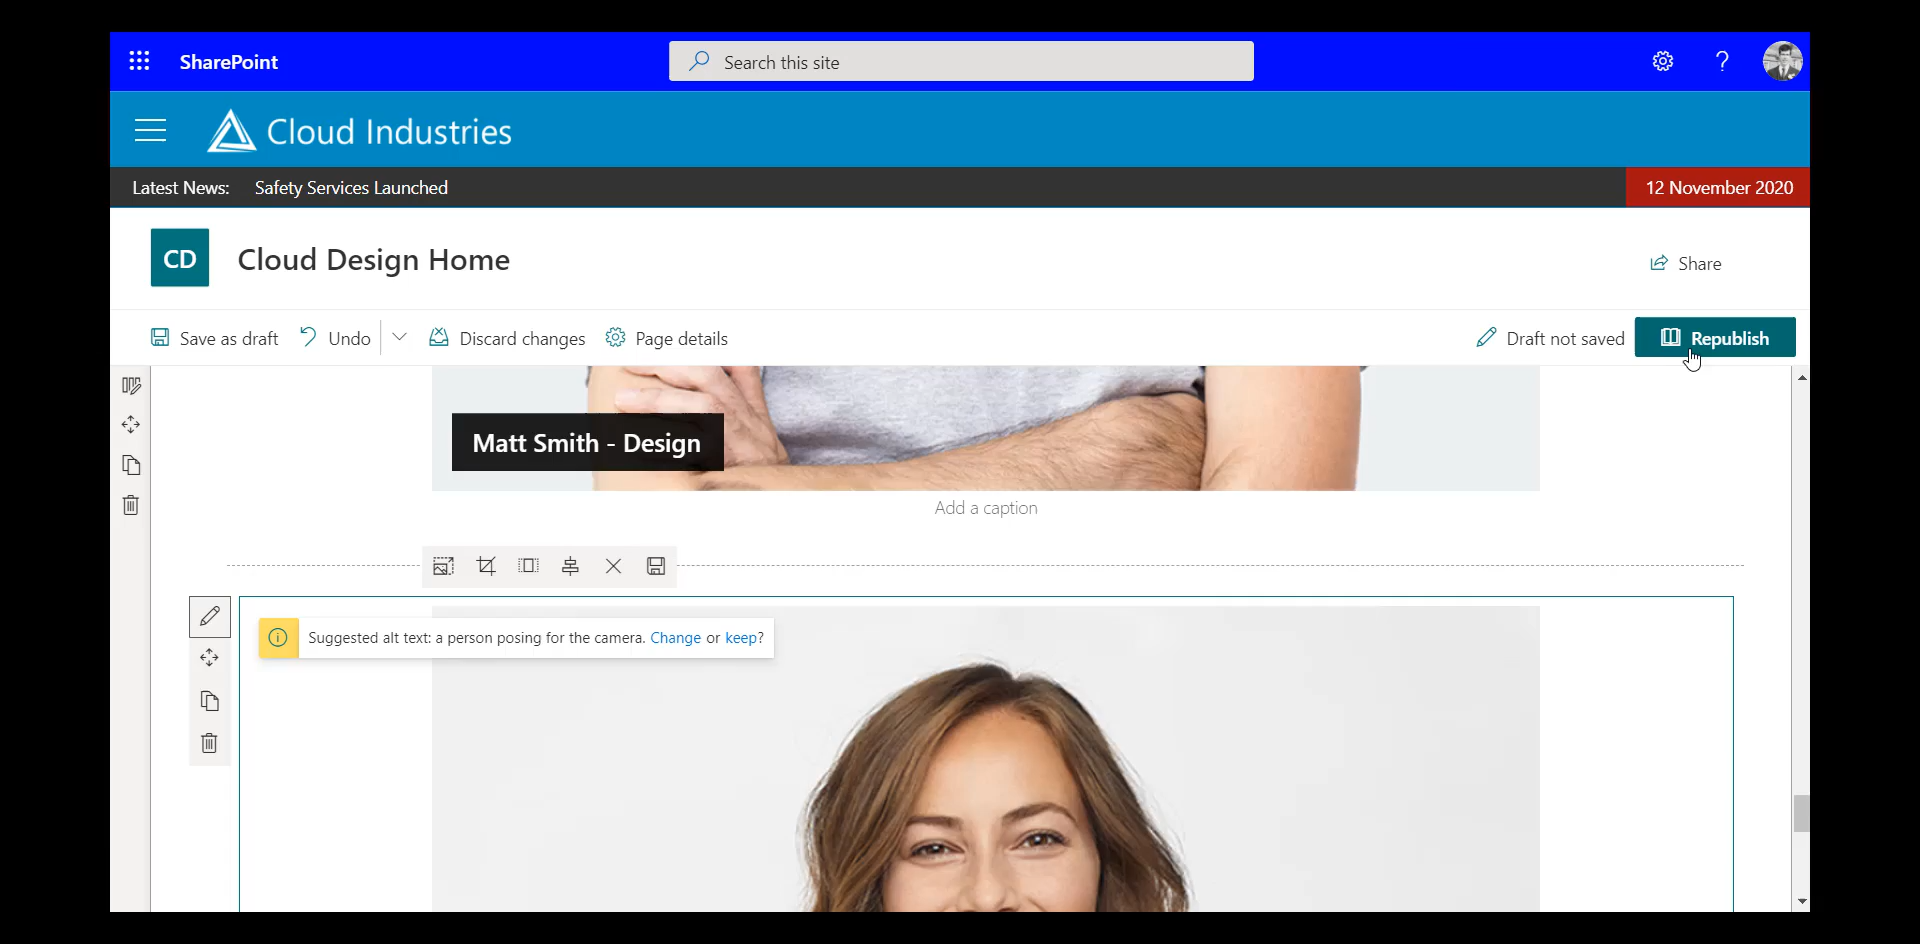 SharePoint
Search this site
Cloud Industries
Latest News: Safety Services Launched
12 November 2020
CD
Cloud Design Home
Share
Save as draft
Undo
Discard changes
Page details
Draft not saved
Republish
Matt Smith - Design
Add a caption
Suggested alt text: a person posing for the camera. Change or keep?